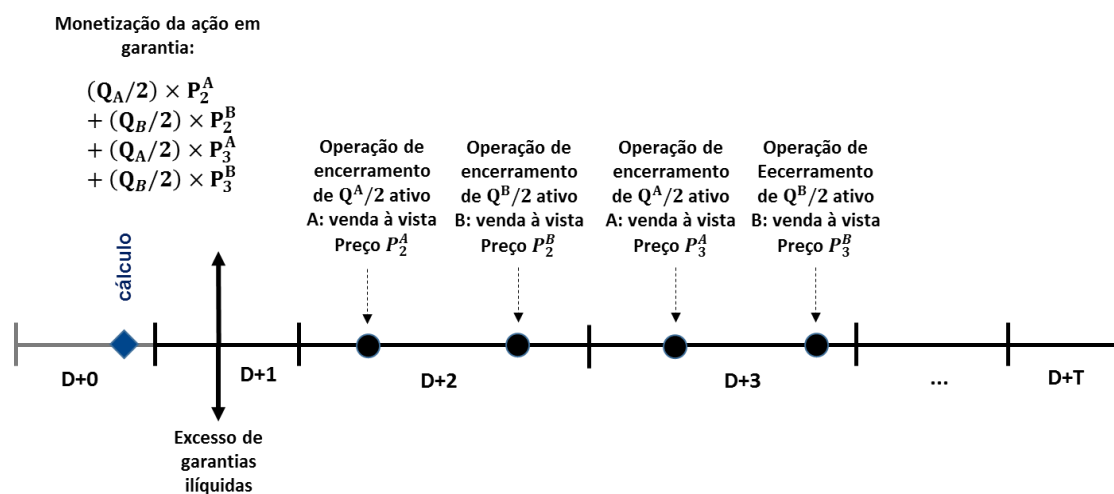 Monetização da ação em
garantia:
(Q_A/2) × P_2^A
+ (Q_B/2) × P_2^B
+ (Q_A/2) × P_3^A
+ (Q_B/2) × P_3^B
cálculo
Operação de
encerramento
de Q^A/2 ativo
A: venda à vista
Preço P_2^A
Operação de
encerramento
de Q^B/2 ativo
B: venda à vista
Preço P_2^B
Operação de
encerramento
de Q^A/2 ativo
A: venda à vista
Preço P_3^A
Operação de
Eecerramento
de Q^B/2 ativo
B: venda à vista
Preço P_3^B
D+0
D+1
D+2
D+3
...
D+T
Excesso de
garantias
ilíquidas